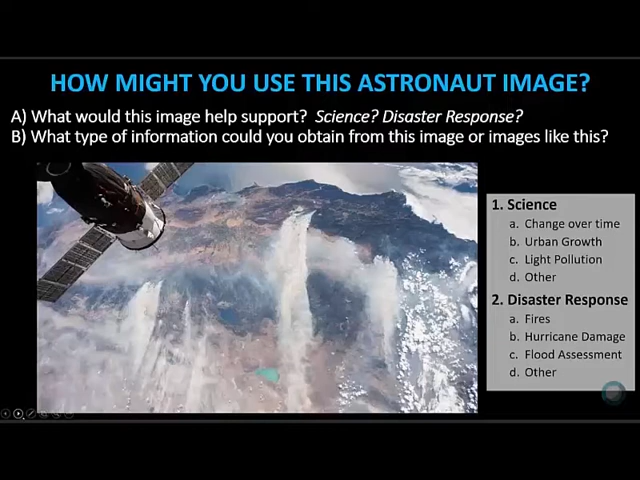 HOW MIGHT YOU USE THIS ASTRONAUT IMAGE?
A) What would this image help support? Science? Disaster Response?
B) What type of information could you obtain from this image or images like this?
1. Science
a. Change over time
b. Urban Growth
c. Light Pollution
d. Other
2. Disaster Response
a. Fires
b. Hurricane Damage
c. Flood Assessment
d. Other